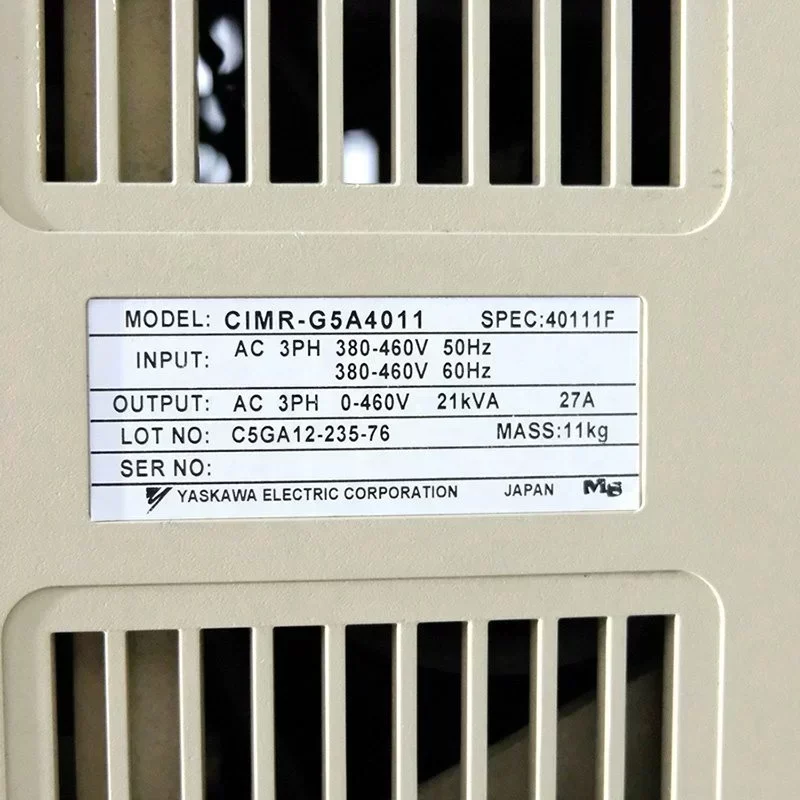 MODEL: CIMR-G5A4011 SPEC:40111F
INPUT: AC 3PH 380-460V 50Hz
380-460V 60Hz
OUTPUT: AC 3PH 0-460V 21kVA 27A
LOT NO: C5GA12-235-76 MASS:11kg
SER NO:
YASKAWA ELECTRIC CORPORATION JAPAN